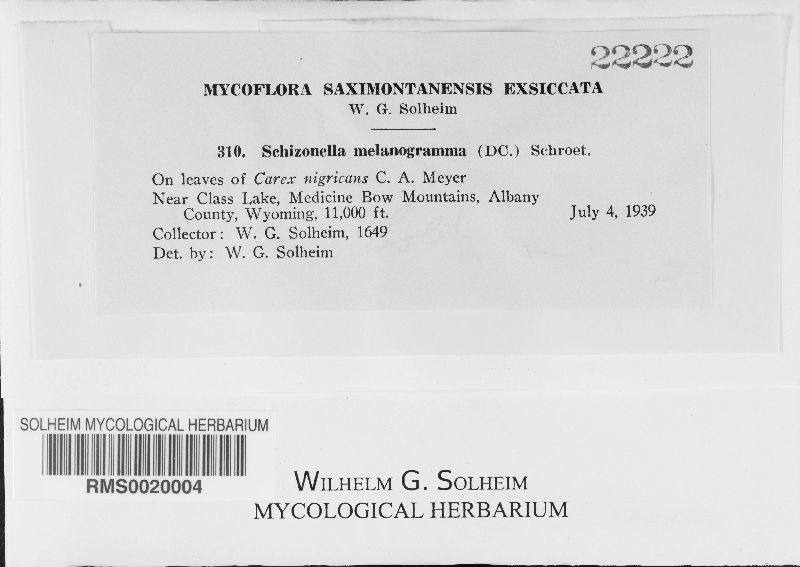 22222
MYCOFLORA SAXIMONTANENSIS EXSICCATA
W. G. Solheim
310. Schizonella melanogramma (DC.) Schroet.
On leaves of Carex nigricans C. A. Meyer
Near Class Lake, Medicine Bow Mountains, Albany
County, Wyoming, 11,000 ft. July 4, 1939
Collector: W. G. Solheim, 1649
Det. by: W. G. Solheim
SOLHEIM MYCOLOGICAL HERBARIUM
RMS0020004
WILHELM G. SOLHEIM
MYCOLOGICAL HERBARIUM